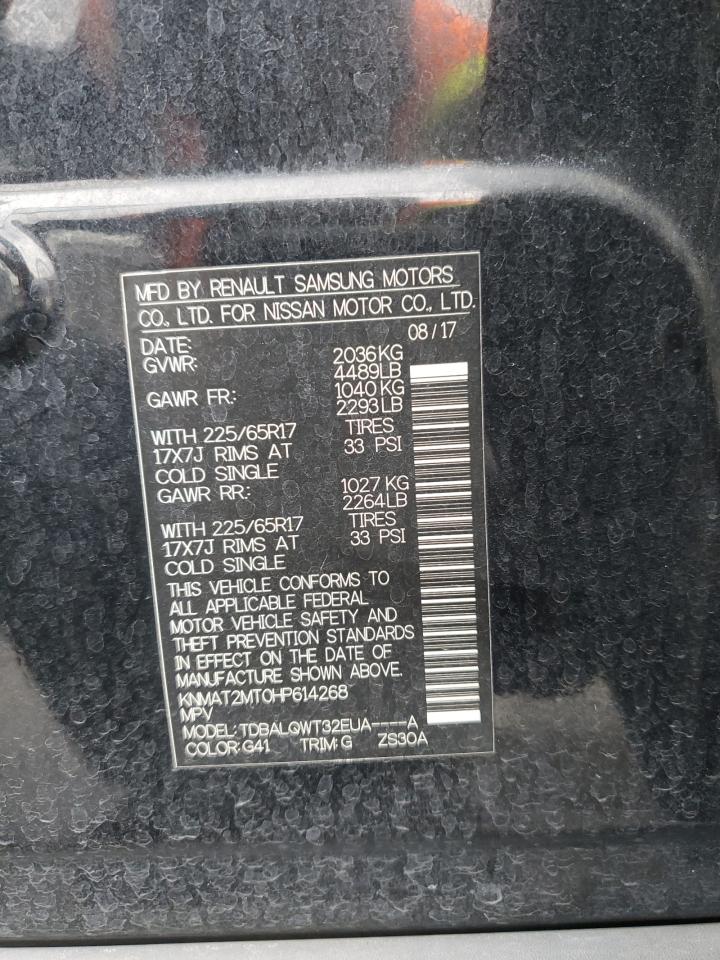 MFD BY RENAULT SAMSUNG MOTORS
CO., LTD. FOR NISSAN MOTOR CO., LTD.
DATE: 08/17
GVWR: 2036KG
4489LB
GAWR FR: 1040KG
2293LB
WITH 225/65R17 TIRES
17X7J RIMS AT 33 PSI
COLD SINGLE
GAWR RR: 1027KG
2264LB
WITH 225/65R17 TIRES
17X7J RIMS AT 33 PSI
COLD SINGLE
THIS VEHICLE CONFORMS TO
ALL APPLICABLE FEDERAL
MOTOR VEHICLE SAFETY AND
THEFT PREVENTION STANDARDS
IN EFFECT ON THE DATE OF
MANUFACTURE SHOWN ABOVE.
KNMAT2MT0HP614268
MPV
MODEL: TDBALQWT32EUA----A
COLOR: G41 TRIM: G ZS30A